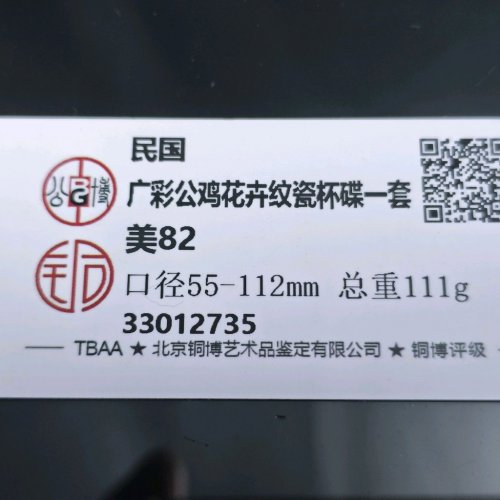 民国
广彩公鸡花卉纹瓷杯碟一套
美82
口径55-112mm 总重111g
33012735
TBAA ★ 北京铜博艺术品鉴定有限公司 ★ 铜博评级